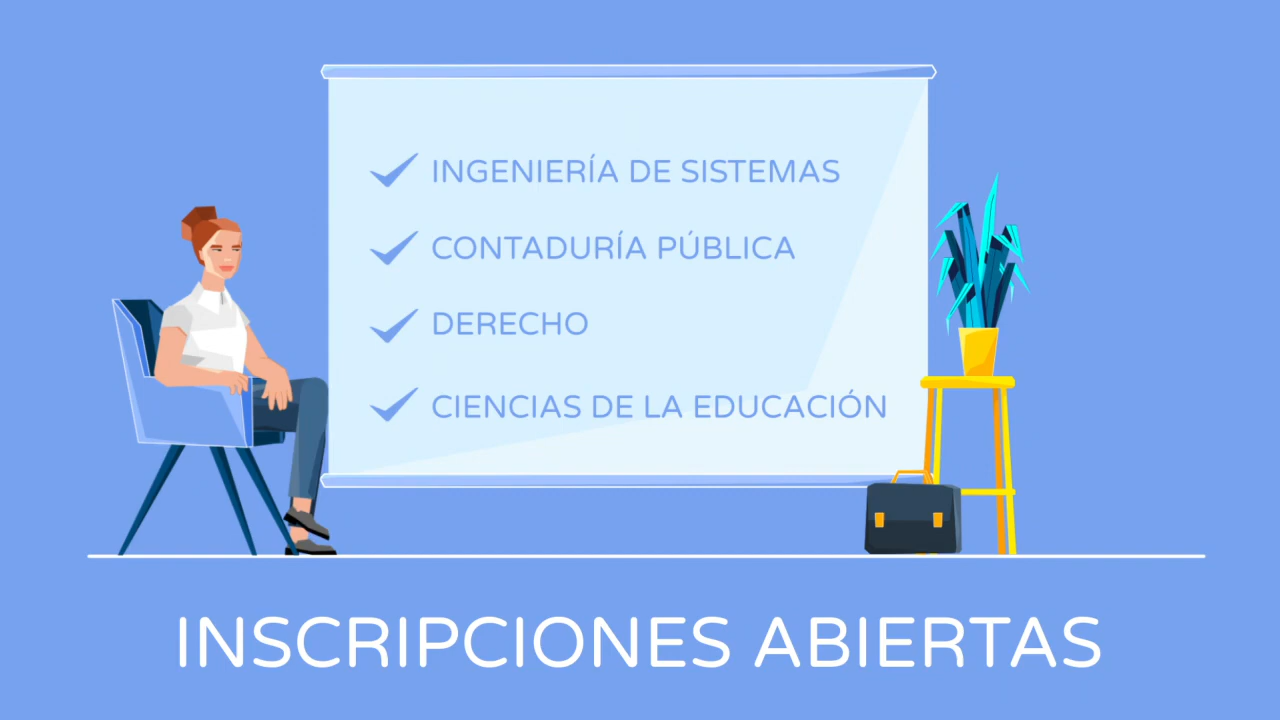 INGENIERÍA DE SISTEMAS
CONTADURÍA PÚBLICA
DERECHO
CIENCIAS DE LA EDUCACIÓN
INSCRIPCIONES ABIERTAS